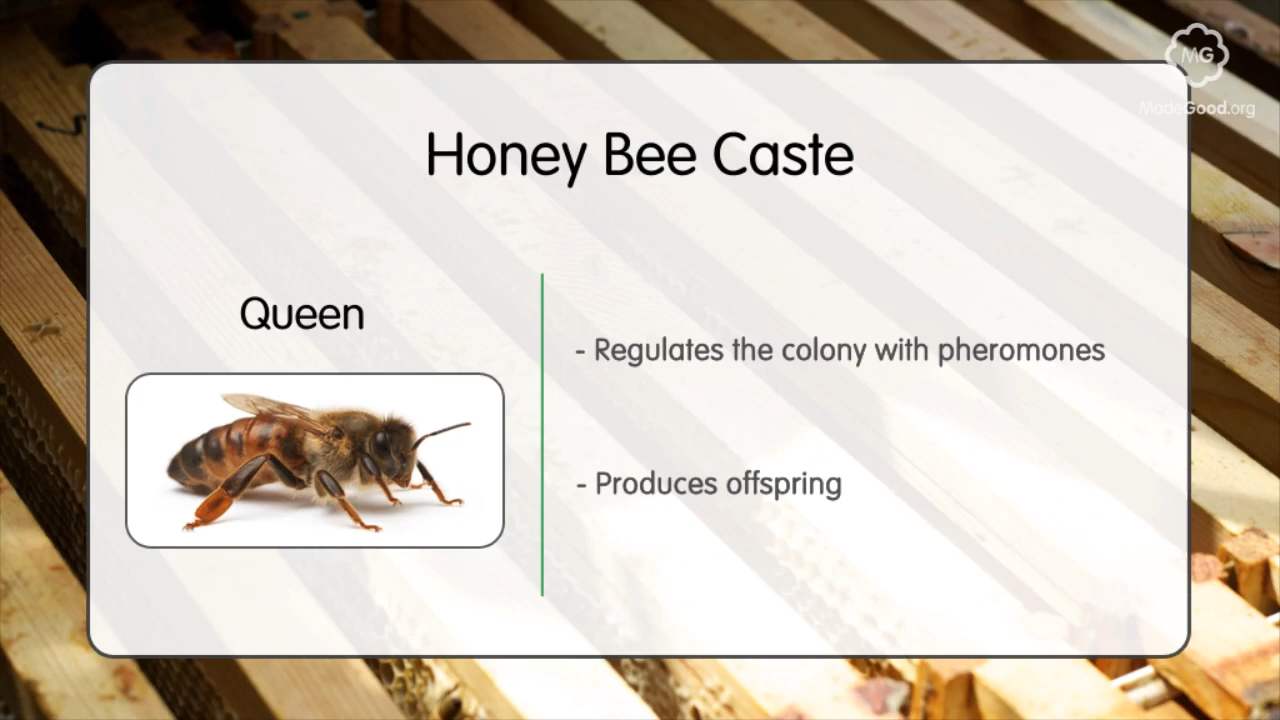 MG
MadeGood.org
Honey Bee Caste
Queen
- Regulates the colony with pheromones
- Produces offspring